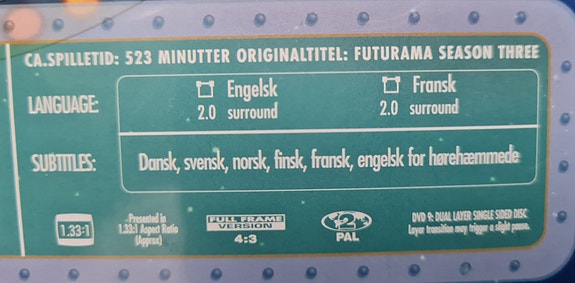 CA.SPILLETID: 523 MINUTTER ORIGINALTITEL: FUTURAMA SEASON THREE
LANGUAGE: Engelsk Fransk
2.0 surround 2.0 surround
SUBTITLES: Dansk, svensk, norsk, finsk, fransk, engelsk for hørehæmmede
1.33:1
Presented in
1.33:1 Aspect Ratio
(Approx)
FULL FRAME
VERSION
4:3
2
PAL
DVD 9: DUAL LAYER SINGLE SIDED DISC
Layer transition may trigger a slight pause.